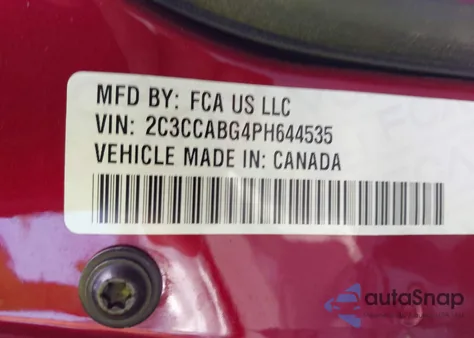 MFD BY: FCA US LLC
VIN: 2C3CCABG4PH644535
VEHICLE MADE IN: CANADA
autoSnap